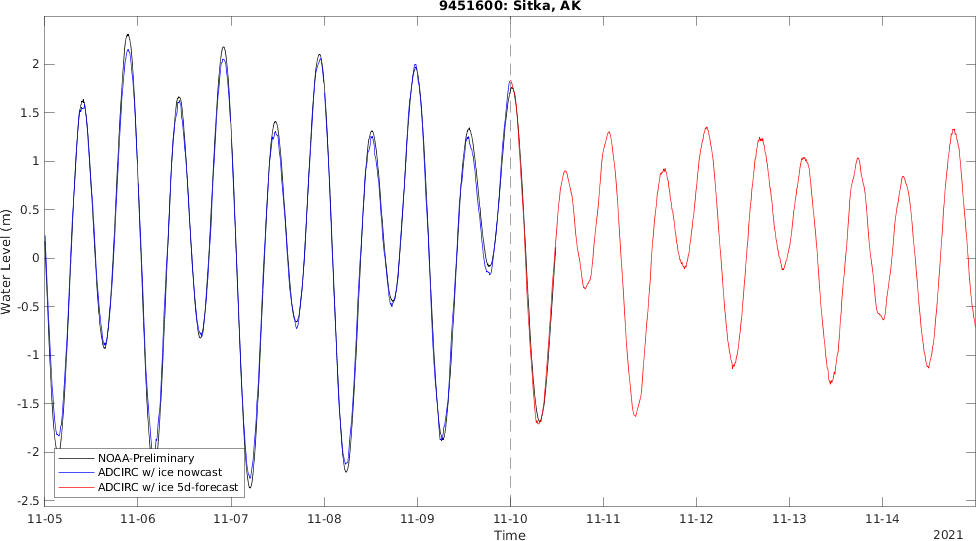 9451600: Sitka, AK
Water Level (m)
2
1.5
1
0.5
0
-0.5
-1
-1.5
-2
-2.5
NOAA-Preliminary
ADCIRC w/ ice nowcast
ADCIRC w/ ice 5d-forecast
11-05 11-06 11-07 11-08 11-09 11-10 11-11 11-12 11-13 11-14
Time
2021